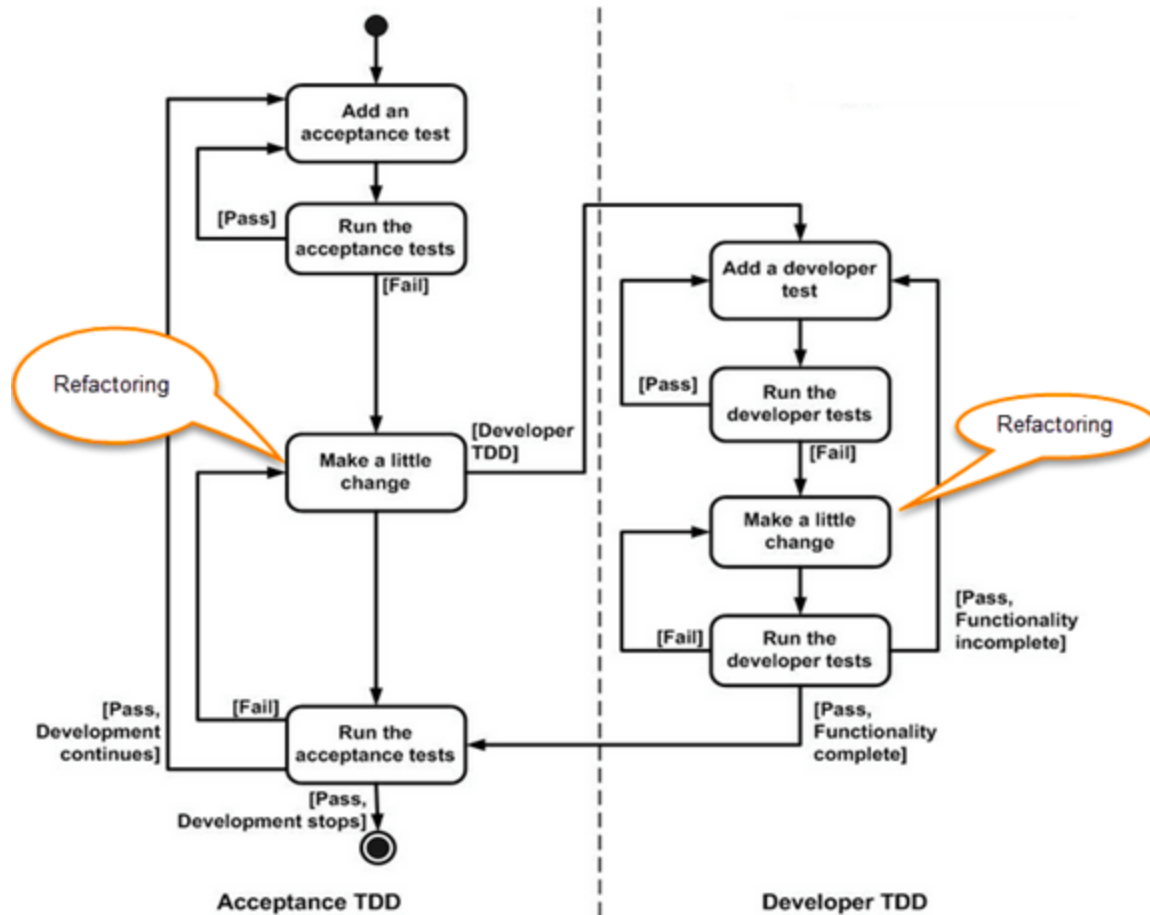 Add an
acceptance test
[Pass]
Run the
acceptance tests
[Fail]
Refactoring
Make a little
change
[Developer
TDD]
[Fail]
[Pass,
Development
continues]
Run the
acceptance tests
[Pass,
Development stops]
Acceptance TDD
Add a developer
test
[Pass]
Run the
developer tests
[Fail]
Refactoring
Make a little
change
[Fail]
Run the
developer tests
[Pass,
Functionality
incomplete]
[Pass,
Functionality
complete]
Developer TDD